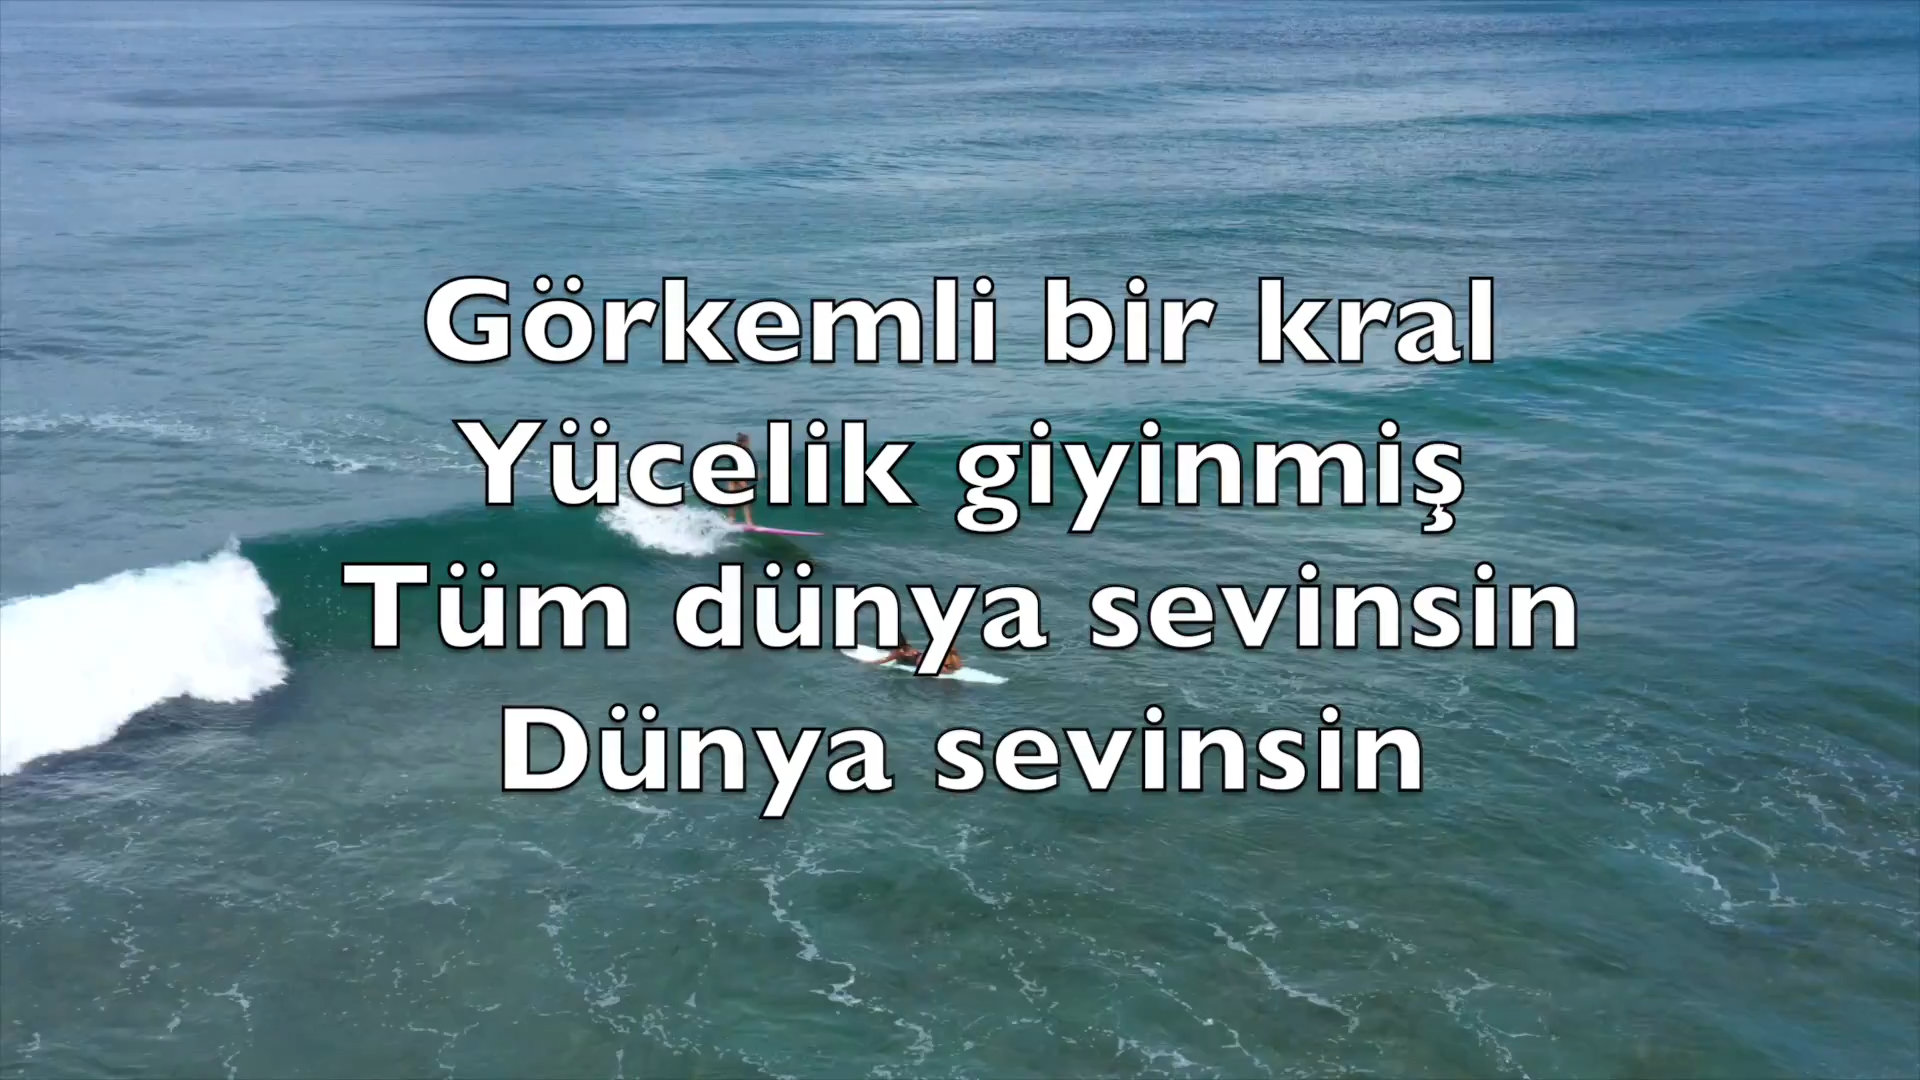 Görkemli bir kral
Yücelik giyinmiş
Tüm dünya sevinsin
Dünya sevinsin